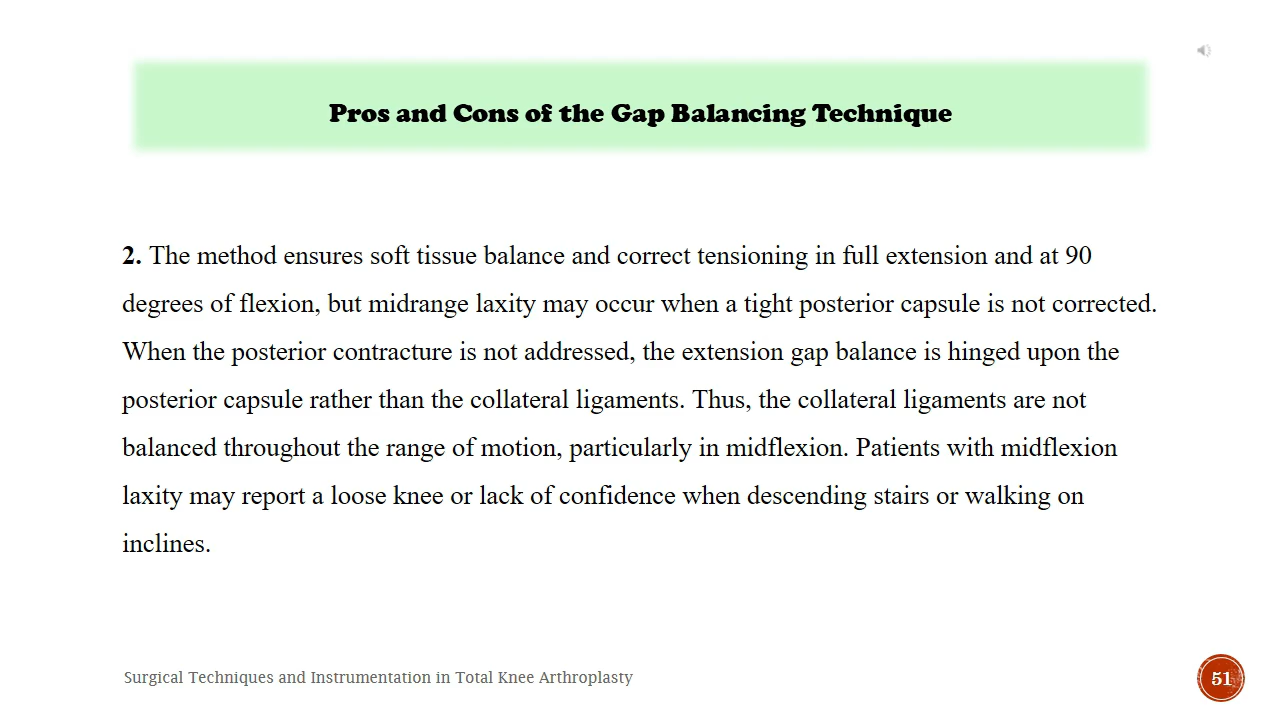 Pros and Cons of the Gap Balancing Technique
2. The method ensures soft tissue balance and correct tensioning in full extension and at 90
degrees of flexion, but midrange laxity may occur when a tight posterior capsule is not corrected.
When the posterior contracture is not addressed, the extension gap balance is hinged upon the
posterior capsule rather than the collateral ligaments. Thus, the collateral ligaments are not
balanced throughout the range of motion, particularly in midflexion. Patients with midflexion
laxity may report a loose knee or lack of confidence when descending stairs or walking on
inclines.
Surgical Techniques and Instrumentation in Total Knee Arthroplasty
51